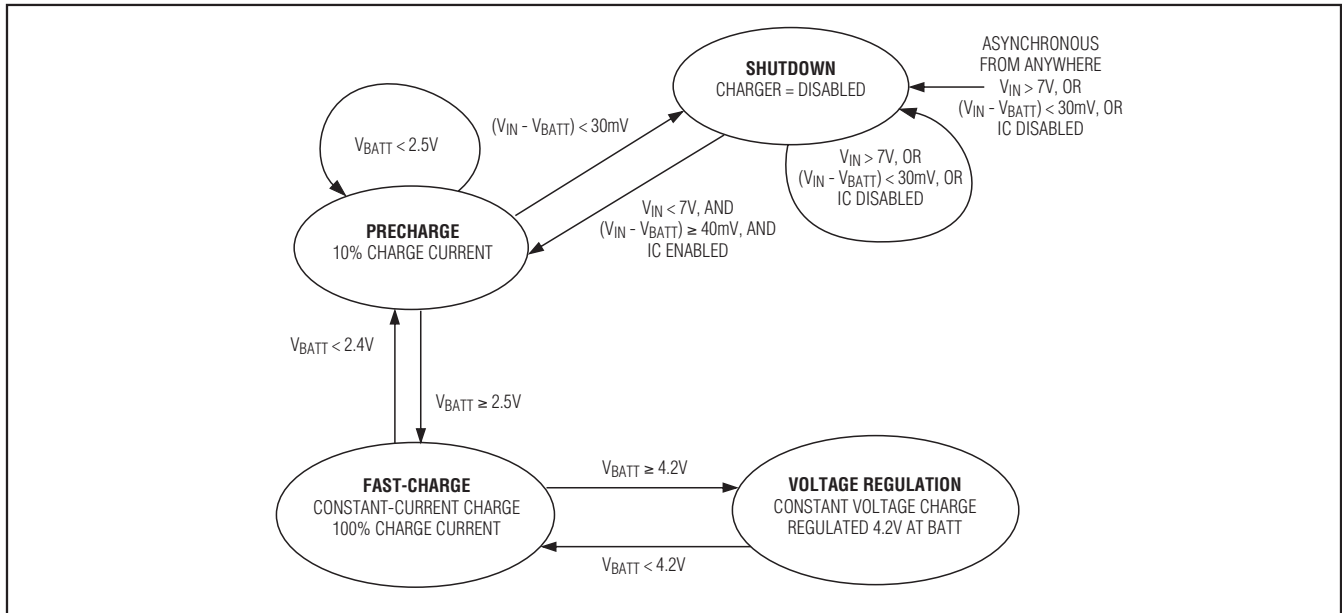 ASYNCHRONOUS
FROM ANYWHERE
V_IN > 7V, OR
(V_IN - V_BATT) < 30mV, OR
IC DISABLED
SHUTDOWN
CHARGER = DISABLED
(V_IN - V_BATT) < 30mV
V_BATT < 2.5V
V_IN > 7V, OR
(V_IN - V_BATT) < 30mV, OR
IC DISABLED
V_IN < 7V, AND
(V_IN - V_BATT) ≥ 40mV, AND
IC ENABLED
PRECHARGE
10% CHARGE CURRENT
V_BATT < 2.4V
V_BATT ≥ 2.5V
FAST-CHARGE
CONSTANT-CURRENT CHARGE
100% CHARGE CURRENT
V_BATT ≥ 4.2V
V_BATT < 4.2V
VOLTAGE REGULATION
CONSTANT VOLTAGE CHARGE
REGULATED 4.2V AT BATT